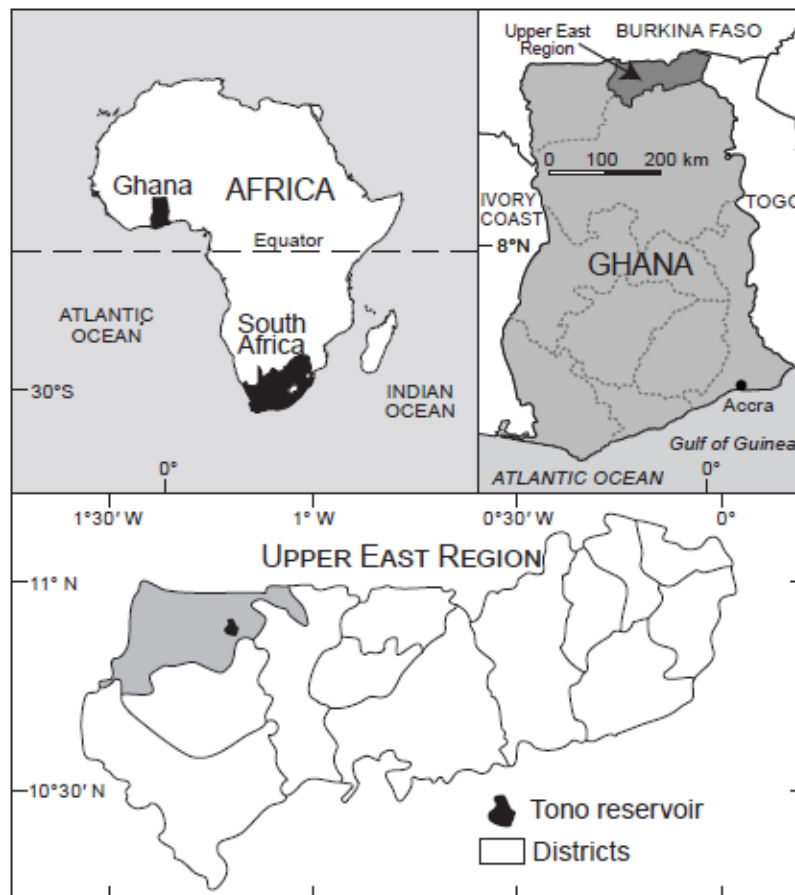 Ghana
AFRICA
Equator
ATLANTIC
OCEAN
South
Africa
30°S
INDIAN
OCEAN
0°
Upper East
Region
BURKINA FASO
0 100 200 km
IVORY
COAST
TOGO
8°N
GHANA
Accra
Gulf of Guinea
ATLANTIC OCEAN
0°
1°30' W
1° W
0°30' W
0°
UPPER EAST REGION
11° N
10°30' N
Tono reservoir
Districts